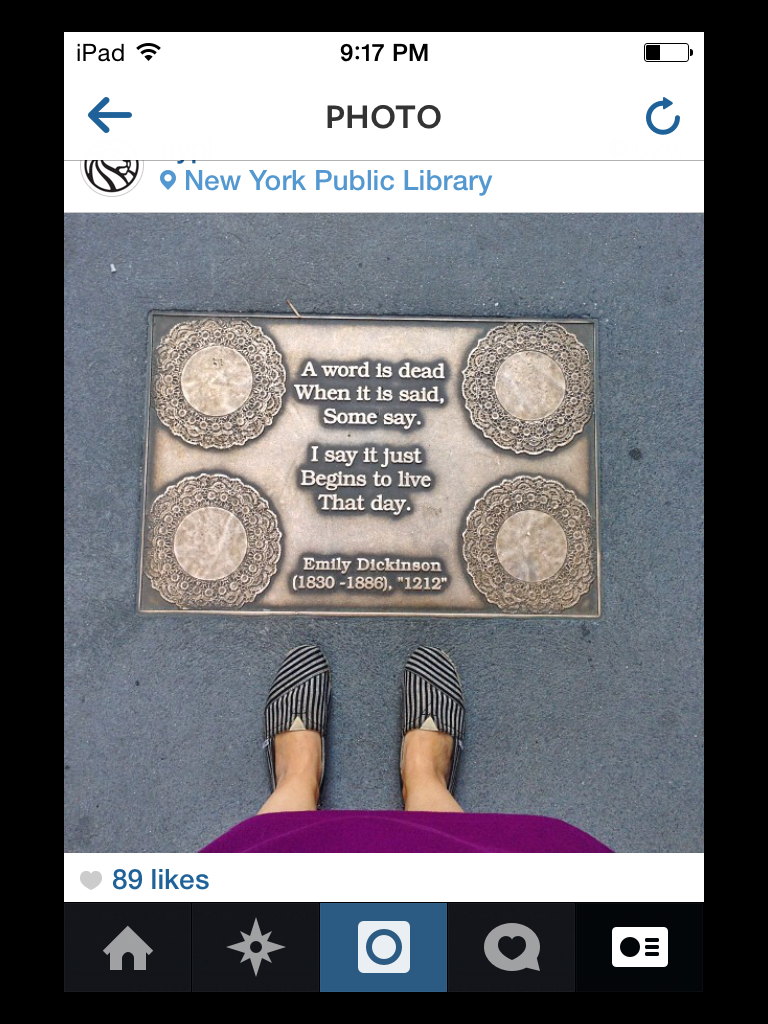 iPad 9:17 PM
PHOTO
New York Public Library
A word is dead
When it is said,
Some say.
I say it just
Begins to live
That day.
Emily Dickinson
(1830 -1886), "1212"
89 likes